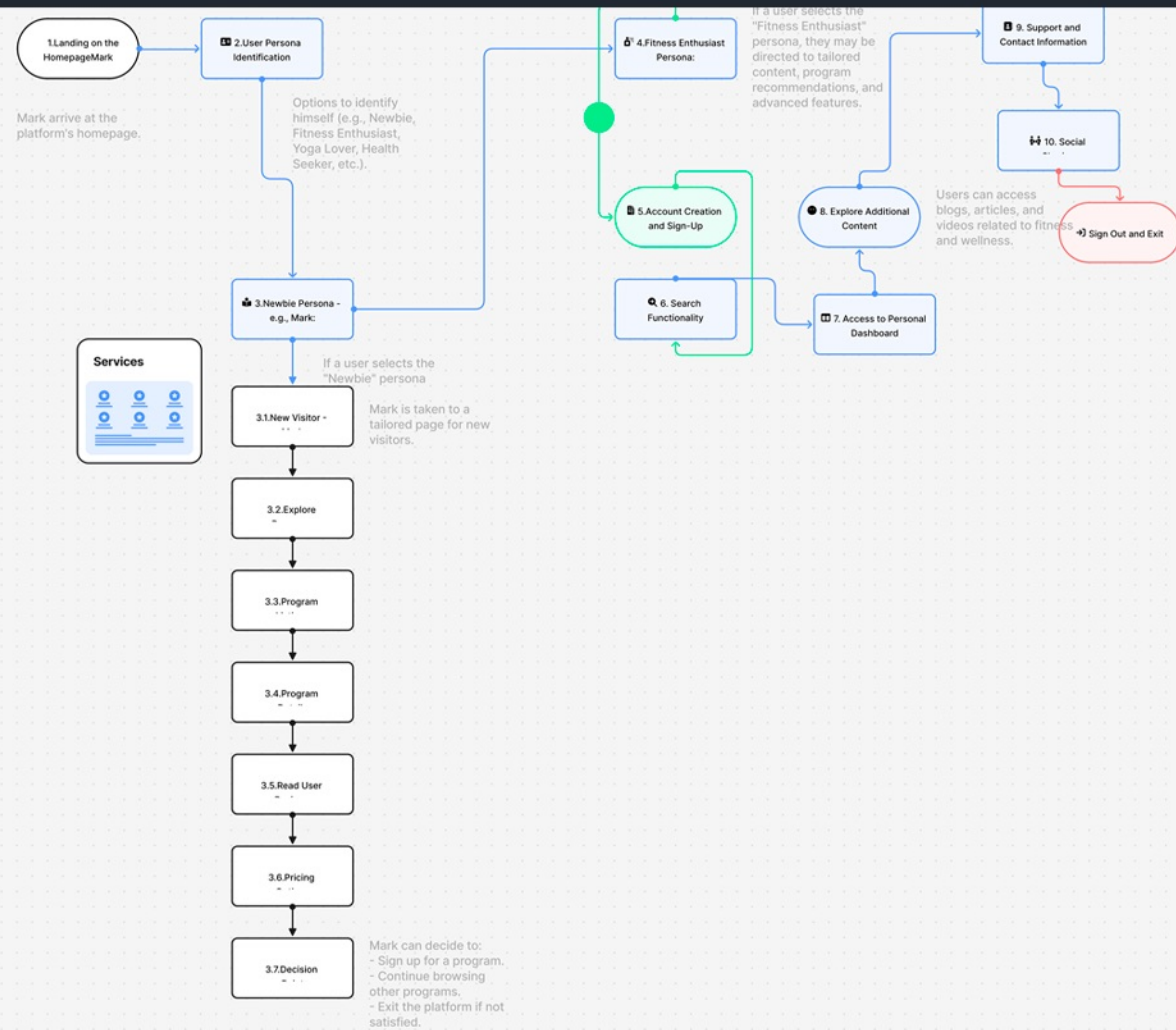 1.Landing on the
HomepageMark
Mark arrive at the
platform's homepage.
2.User Persona
Identification
Options to identify
himself (e.g., Newbie,
Fitness Enthusiast,
Yoga Lover, Health
Seeker, etc.).
3.Newbie Persona -
e.g., Mark:
If a user selects the
"Newbie" persona
Services
3.1.New Visitor -
Mark is taken to a
tailored page for new
visitors.
3.2.Explore
3.3.Program
3.4.Program
3.5.Read User
3.6.Pricing
3.7.Decision
Mark can decide to:
- Sign up for a program.
- Continue browsing
other programs.
- Exit the platform if not
satisfied.
4.Fitness Enthusiast
Persona:
If a user selects the
"Fitness Enthusiast"
persona, they may be
directed to tailored
content, program
recommendations, and
advanced features.
5.Account Creation
and Sign-Up
6. Search
Functionality
7. Access to Personal
Dashboard
8. Explore Additional
Content
Users can access
blogs, articles, and
videos related to fitness
and wellness.
9. Support and
Contact Information
10. Social
Sign Out and Exit